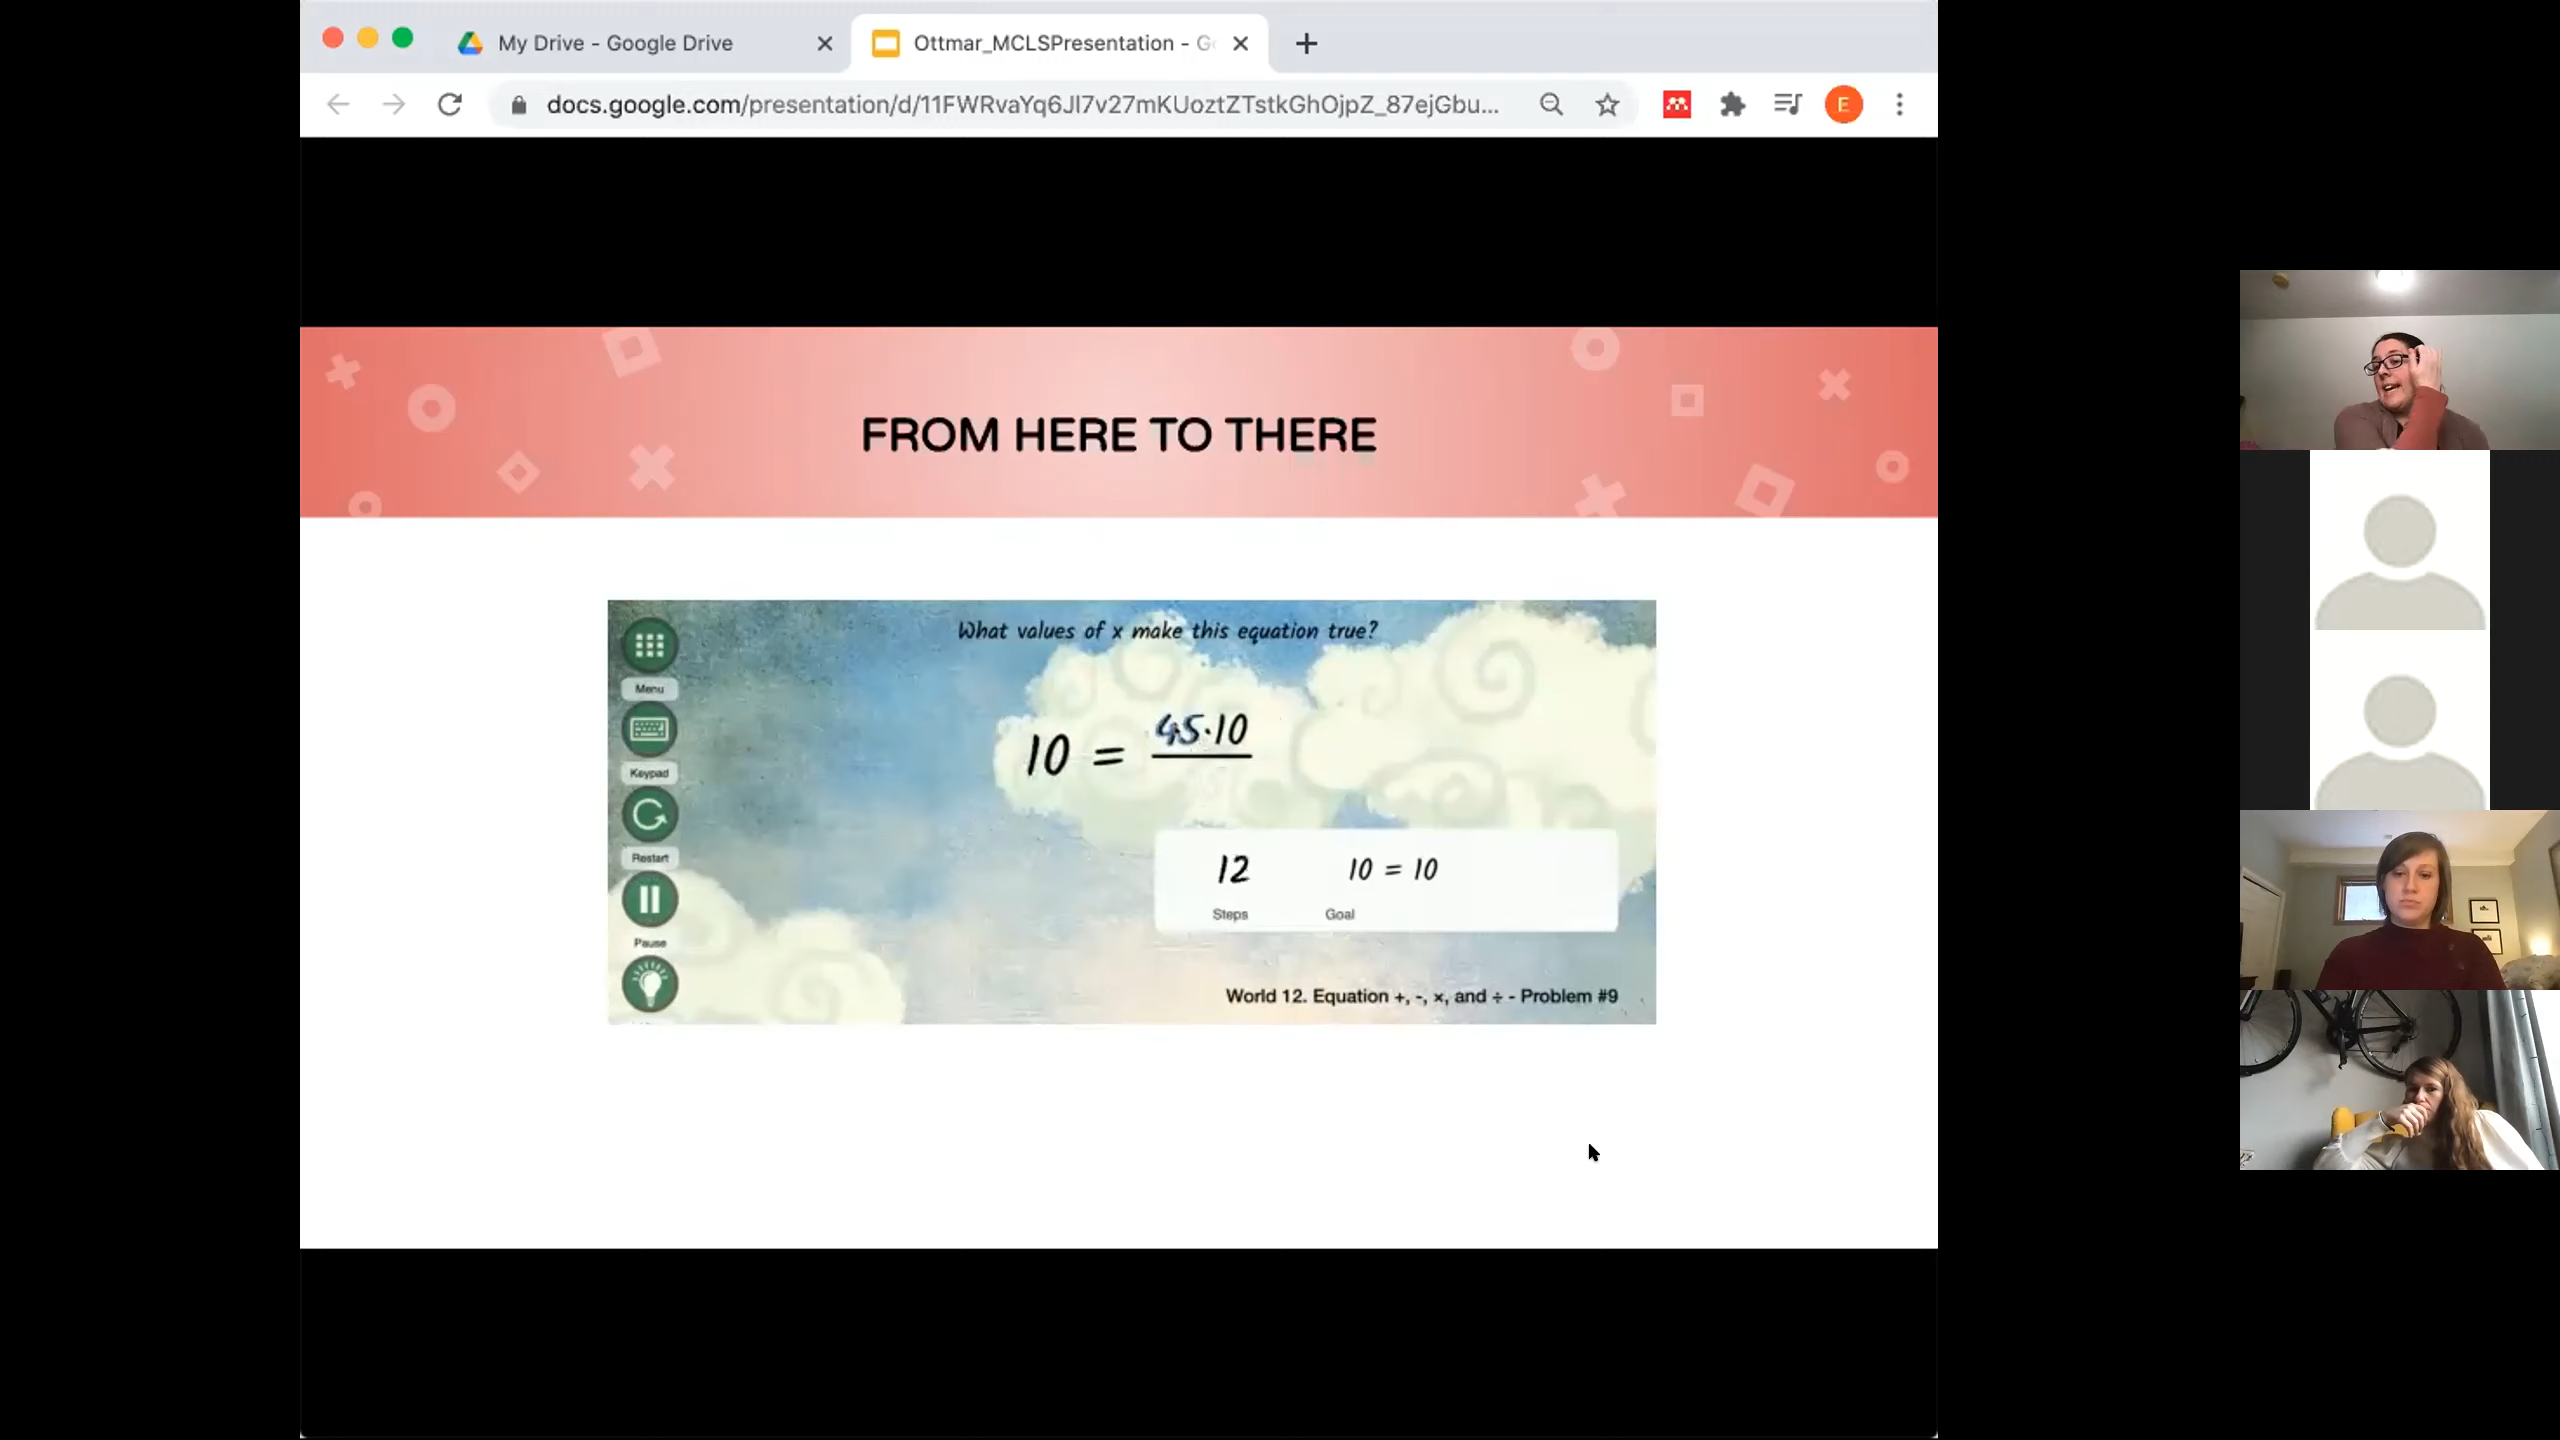 My Drive - Google Drive
Ottmar_MCLSPresentation - G
docs.google.com/presentation/d/11FWRvaYq6Jl7v27mKUoztZTstkGhOjpZ_87ejGbu...
E
FROM HERE TO THERE
What values of x make this equation true?
Menu
45·10
10 =
Keypad
Restart
12
10 = 10
Steps
Goal
Pause
World 12. Equation +, -, ×, and ÷ - Problem #9